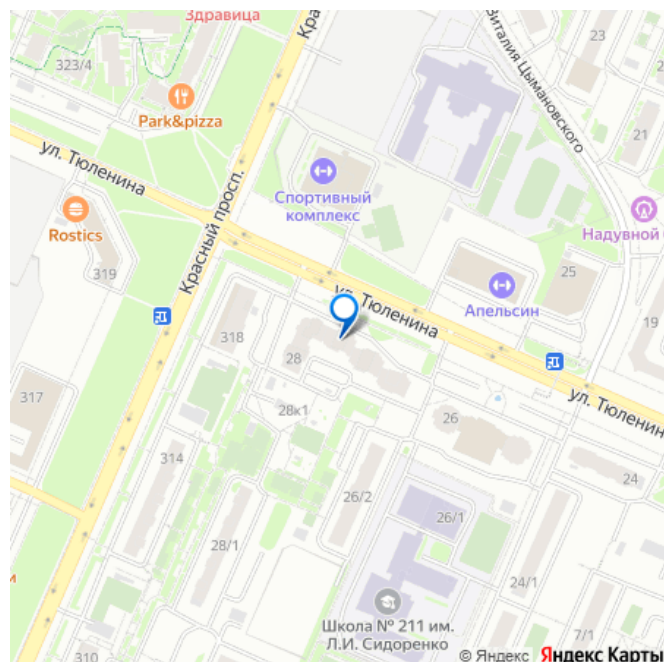 Здравица
323/4
Park&pizza
ул. Тюленина
Красный просп.
Кра
Виталия Цымановского
23
21
Rostics
319
Спортивный
комплекс
Надувной
25
Апельсин
19
ул. Тюленина
318
28
317
28к1
26
ул. Тюленина
314
26/2
24
26/1
28/1
24/1
и
Школа № 211 им.
Л.И. Сидоренко
7/1
310
© Яндекс Яндекс Карты